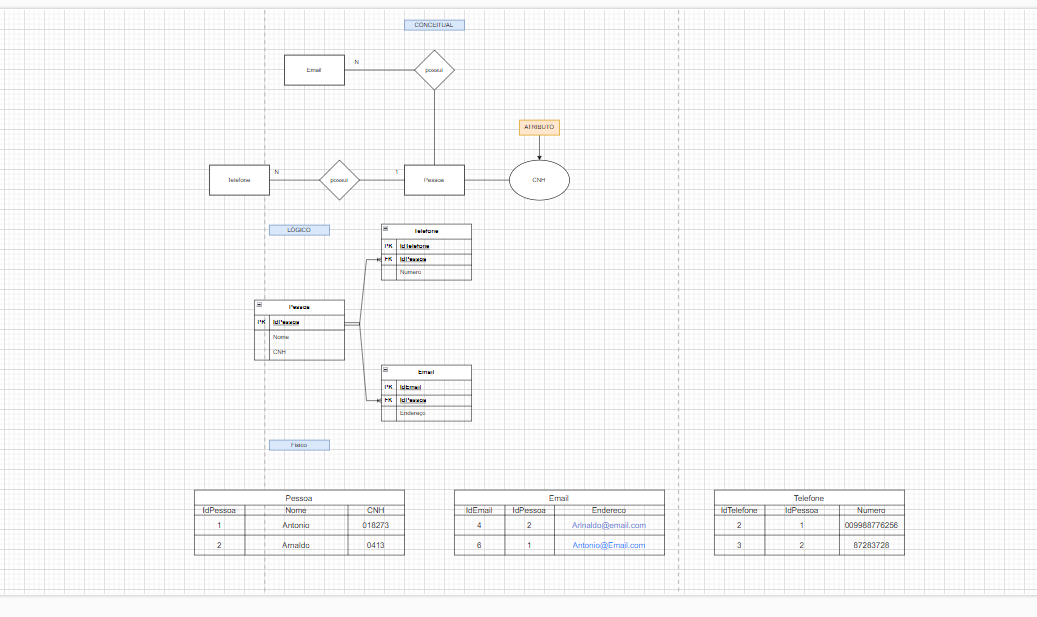 CONCEITUAL
Email
N
possui
ATRIBUTO
Telefone
N
possui
1
Pessoa
CNH
LÓGICO
Telefone
PK IdTelefone
FK IdPessoa
Numero
Pessoa
PK IdPessoa
Nome
CNH
Email
PK IdEmail
FK IdPessoa
Endereço
Fisico
Pessoa
IdPessoa Nome CNH
1 Antonio 018273
2 Arnaldo 0413
Email
IdEmail IdPessoa Endereco
4 2 Arlnaldo@email.com
6 1 Antonio@Email.com
Telefone
IdTelefone IdPessoa Numero
2 1 009988776256
3 2 87283728